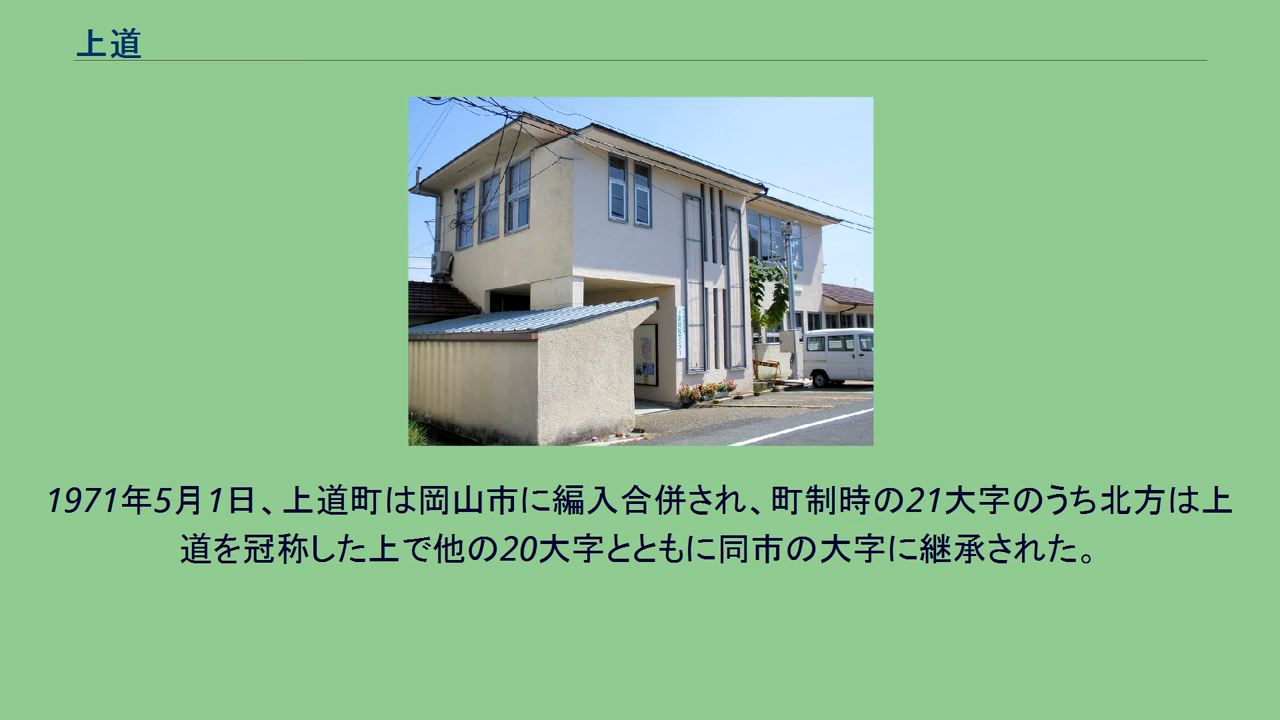 上道
1971年5月1日、上道町は岡山市に編入合併され、町制時の21大字のうち北方は上
道を冠称した上で他の20大字とともに同市の大字に継承された。